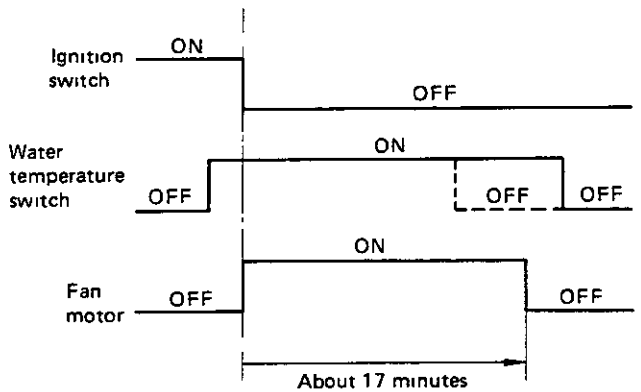 Ignition
switch
ON
OFF
Water
temperature
switch
OFF
ON
OFF
OFF
Fan
motor
OFF
ON
OFF
About 17 minutes